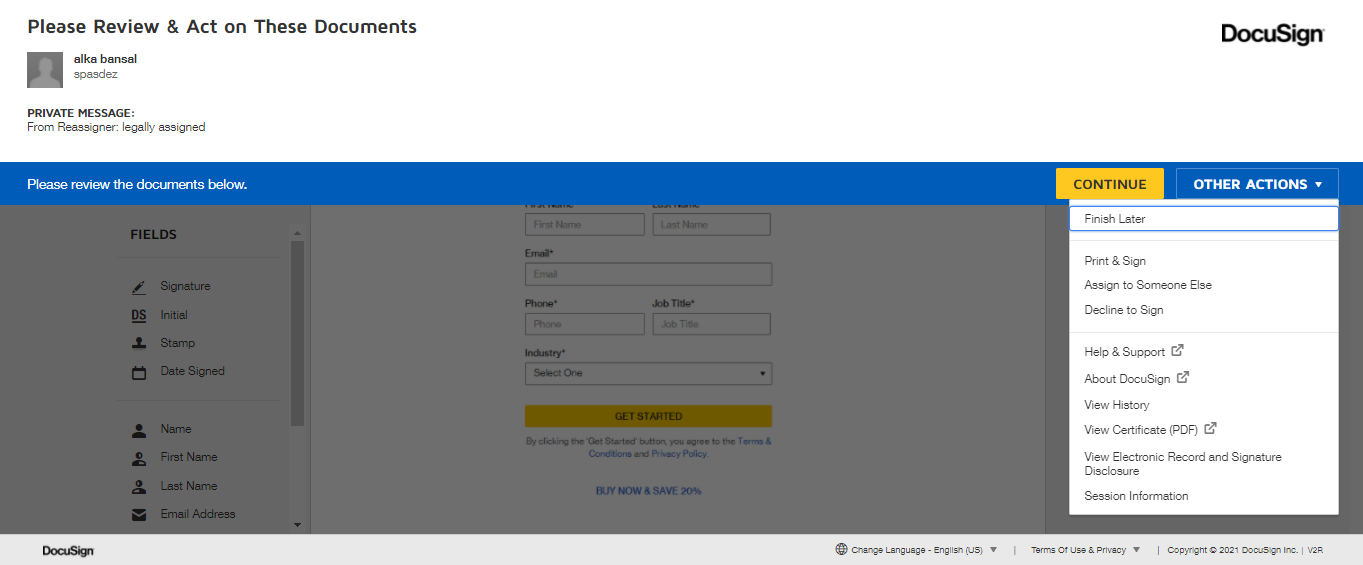 Please Review & Act on These Documents
DocuSign
alka bansal
spasdez
PRIVATE MESSAGE:
From Reassigner: legally assigned
Please review the documents below.
CONTINUE
OTHER ACTIONS
Finish Later
Print & Sign
Assign to Someone Else
Decline to Sign
Help & Support
About DocuSign
View History
View Certificate (PDF)
View Electronic Record and Signature
Disclosure
Session Information
FIELDS
Signature
DS Initial
Stamp
Date Signed
Name
First Name
Last Name
Email Address
First Name
Last Name
First Name
Last Name
Email*
Email
Phone*
Job Title*
Phone
Job Title
Industry*
Select One
GET STARTED
By clicking the 'Get Started' button, you agree to the Terms &
Conditions and Privacy Policy.
BUY NOW & SAVE 20%
DocuSign
Change Language - English (US) | Terms Of Use & Privacy | Copyright © 2021 DocuSign Inc. | V2R